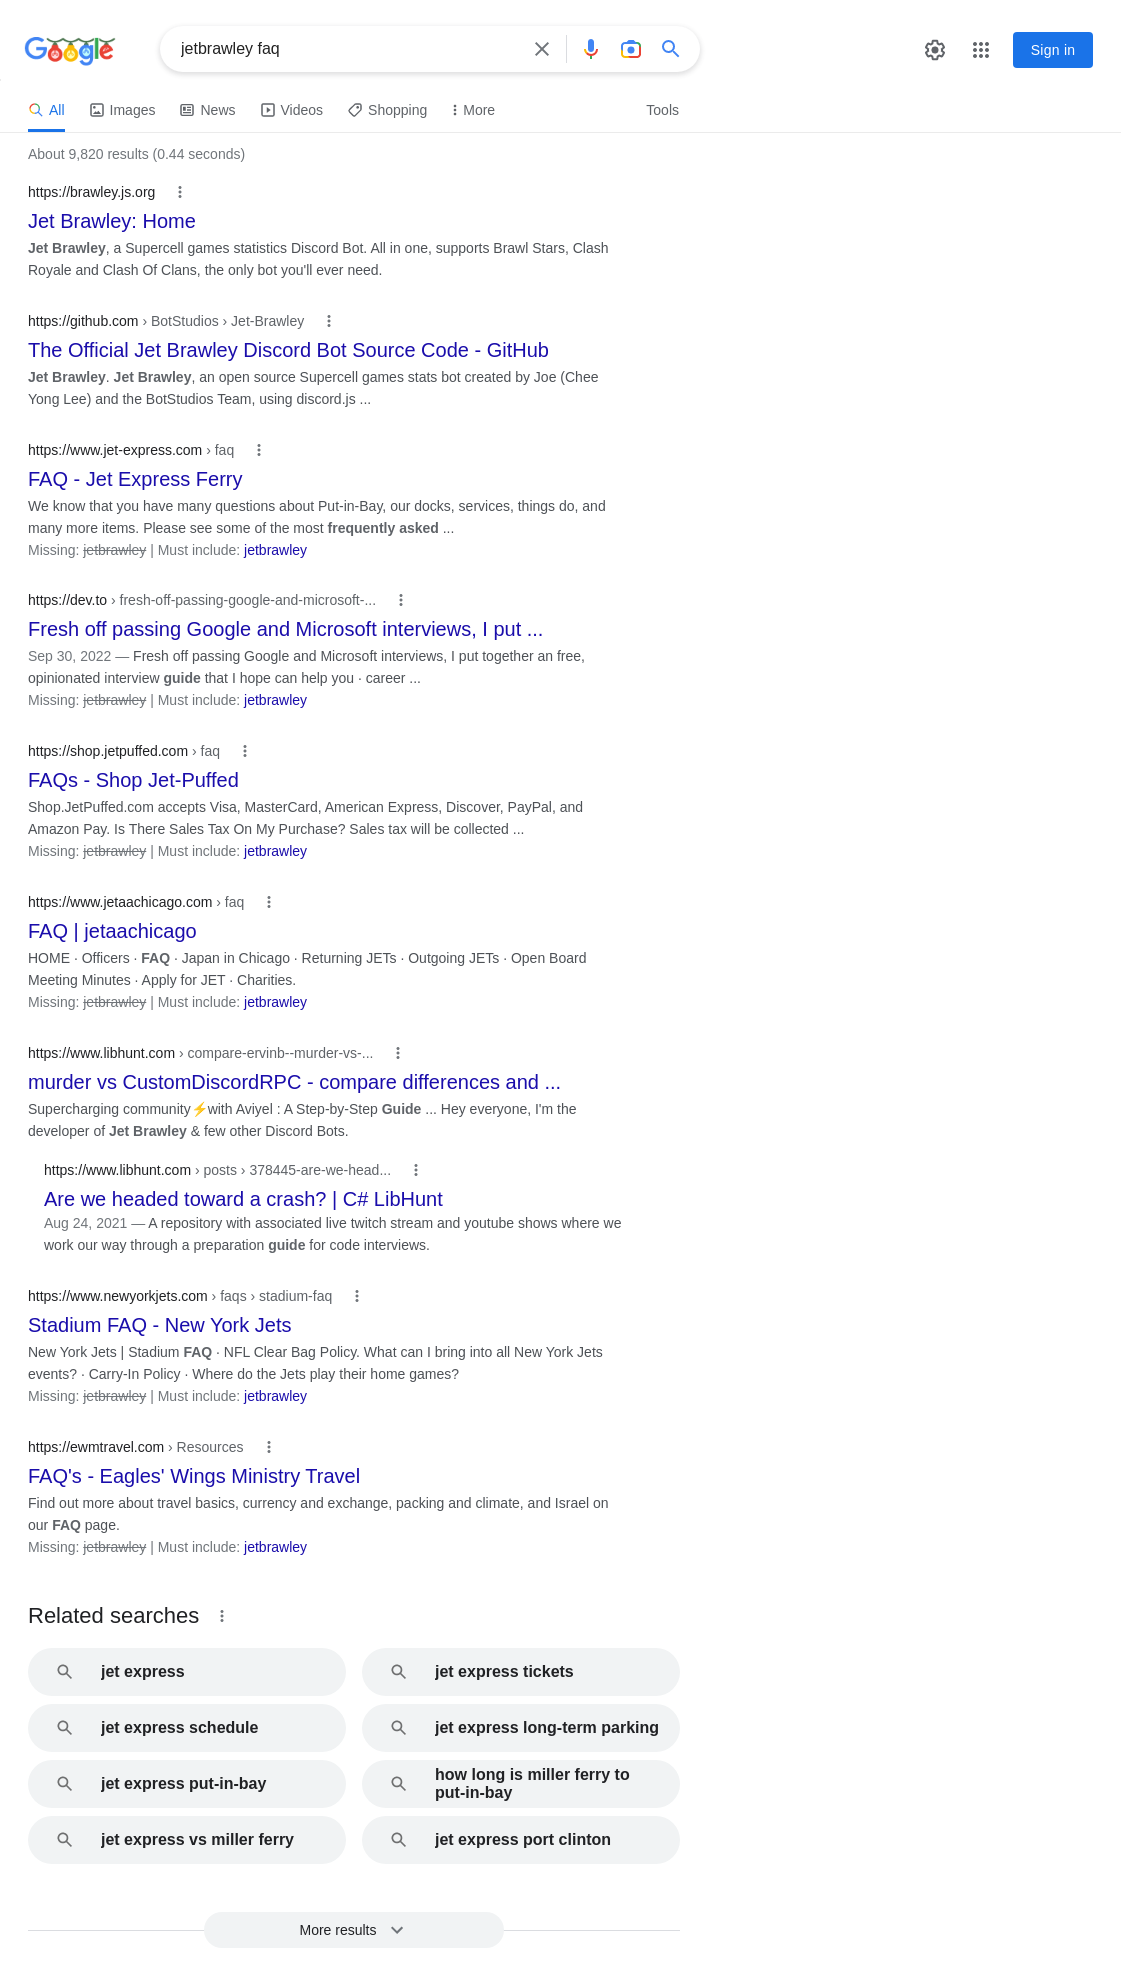 Google
jetbrawley faq
Sign in
All
Images
News
Videos
Shopping
More
Tools
About 9,820 results (0.44 seconds)
https://brawley.js.org
Jet Brawley: Home
Jet Brawley, a Supercell games statistics Discord Bot. All in one, supports Brawl Stars, Clash
Royale and Clash Of Clans, the only bot you'll ever need.
https://github.com › BotStudios › Jet-Brawley
The Official Jet Brawley Discord Bot Source Code - GitHub
Jet Brawley. Jet Brawley, an open source Supercell games stats bot created by Joe (Chee
Yong Lee) and the BotStudios Team, using discord.js ...
https://www.jet-express.com › faq
FAQ - Jet Express Ferry
We know that you have many questions about Put-in-Bay, our docks, services, things do, and
many more items. Please see some of the most frequently asked ...
Missing: jetbrawley | Must include: jetbrawley
https://dev.to › fresh-off-passing-google-and-microsoft-...
Fresh off passing Google and Microsoft interviews, I put ...
Sep 30, 2022 — Fresh off passing Google and Microsoft interviews, I put together an free,
opinionated interview guide that I hope can help you · career ...
Missing: jetbrawley | Must include: jetbrawley
https://shop.jetpuffed.com › faq
FAQs - Shop Jet-Puffed
Shop.JetPuffed.com accepts Visa, MasterCard, American Express, Discover, PayPal, and
Amazon Pay. Is There Sales Tax On My Purchase? Sales tax will be collected ...
Missing: jetbrawley | Must include: jetbrawley
https://www.jetaachicago.com › faq
FAQ | jetaachicago
HOME · Officers · FAQ · Japan in Chicago · Returning JETs · Outgoing JETs · Open Board
Meeting Minutes · Apply for JET · Charities.
Missing: jetbrawley | Must include: jetbrawley
https://www.libhunt.com › compare-ervinb--murder-vs-...
murder vs CustomDiscordRPC - compare differences and ...
Supercharging community⚡with Aviyel : A Step-by-Step Guide ... Hey everyone, I'm the
developer of Jet Brawley & few other Discord Bots.
https://www.libhunt.com › posts › 378445-are-we-head...
Are we headed toward a crash? | C# LibHunt
Aug 24, 2021 — A repository with associated live twitch stream and youtube shows where we
work our way through a preparation guide for code interviews.
https://www.newyorkjets.com › faqs › stadium-faq
Stadium FAQ - New York Jets
New York Jets | Stadium FAQ · NFL Clear Bag Policy. What can I bring into all New York Jets
events? · Carry-In Policy · Where do the Jets play their home games?
Missing: jetbrawley | Must include: jetbrawley
https://ewmtravel.com › Resources
FAQ's - Eagles' Wings Ministry Travel
Find out more about travel basics, currency and exchange, packing and climate, and Israel on
our FAQ page.
Missing: jetbrawley | Must include: jetbrawley
Related searches
jet express
jet express tickets
jet express schedule
jet express long-term parking
jet express put-in-bay
how long is miller ferry to
put-in-bay
jet express vs miller ferry
jet express port clinton
More results